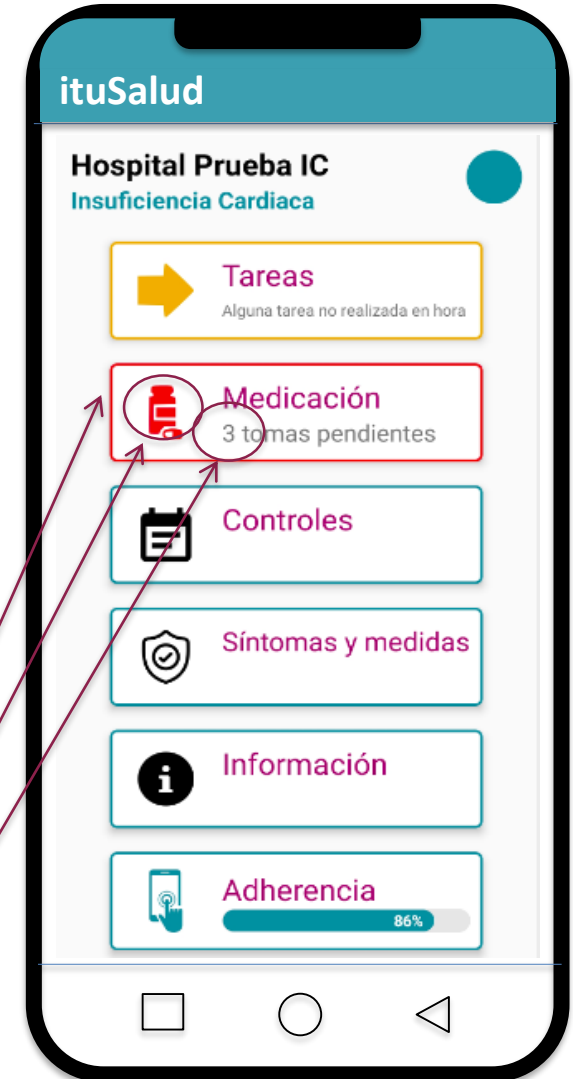 ituSalud
Hospital Prueba IC
Insuficiencia Cardiaca
Tareas
Alguna tarea no realizada en hora
Medicación
3 tomas pendientes
Controles
Síntomas y medidas
Información
Adherencia
86%